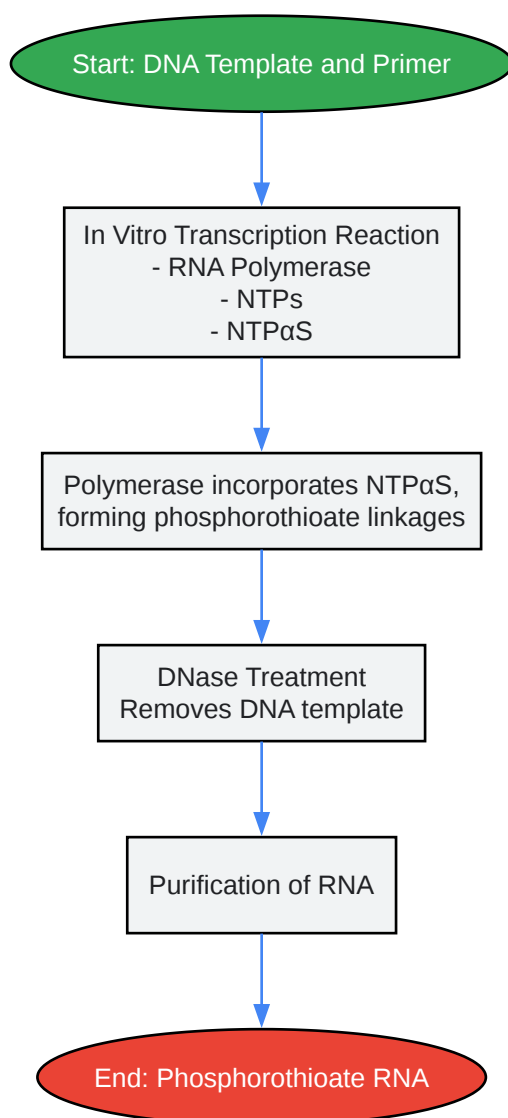 Start: DNA Template and Primer
In Vitro Transcription Reaction
- RNA Polymerase
- NTPs
- NTPαS
Polymerase incorporates NTPαS,
forming phosphorothioate linkages
DNase Treatment
Removes DNA template
Purification of RNA
End: Phosphorothioate RNA